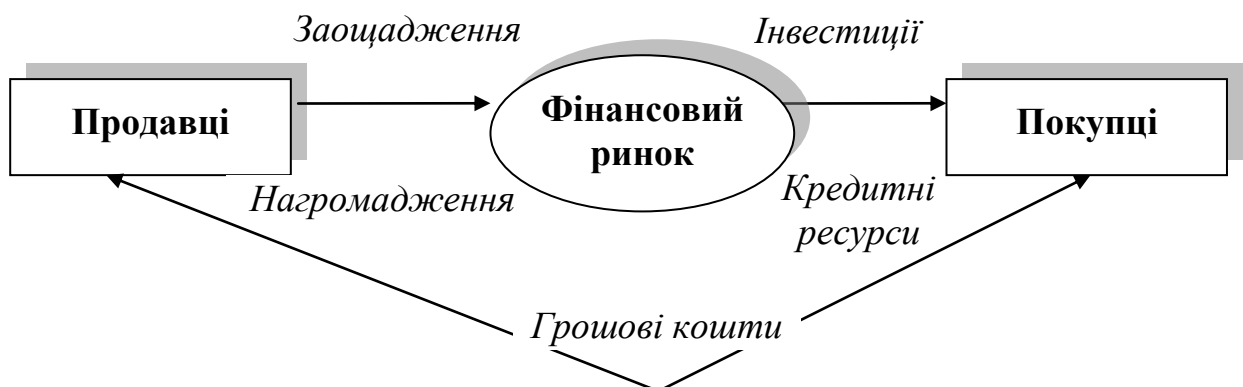 Заощадження
Інвестиції
Продавці
Фінансовий
ринок
Покупці
Нагромадження
Кредитні
ресурси
Грошові кошти